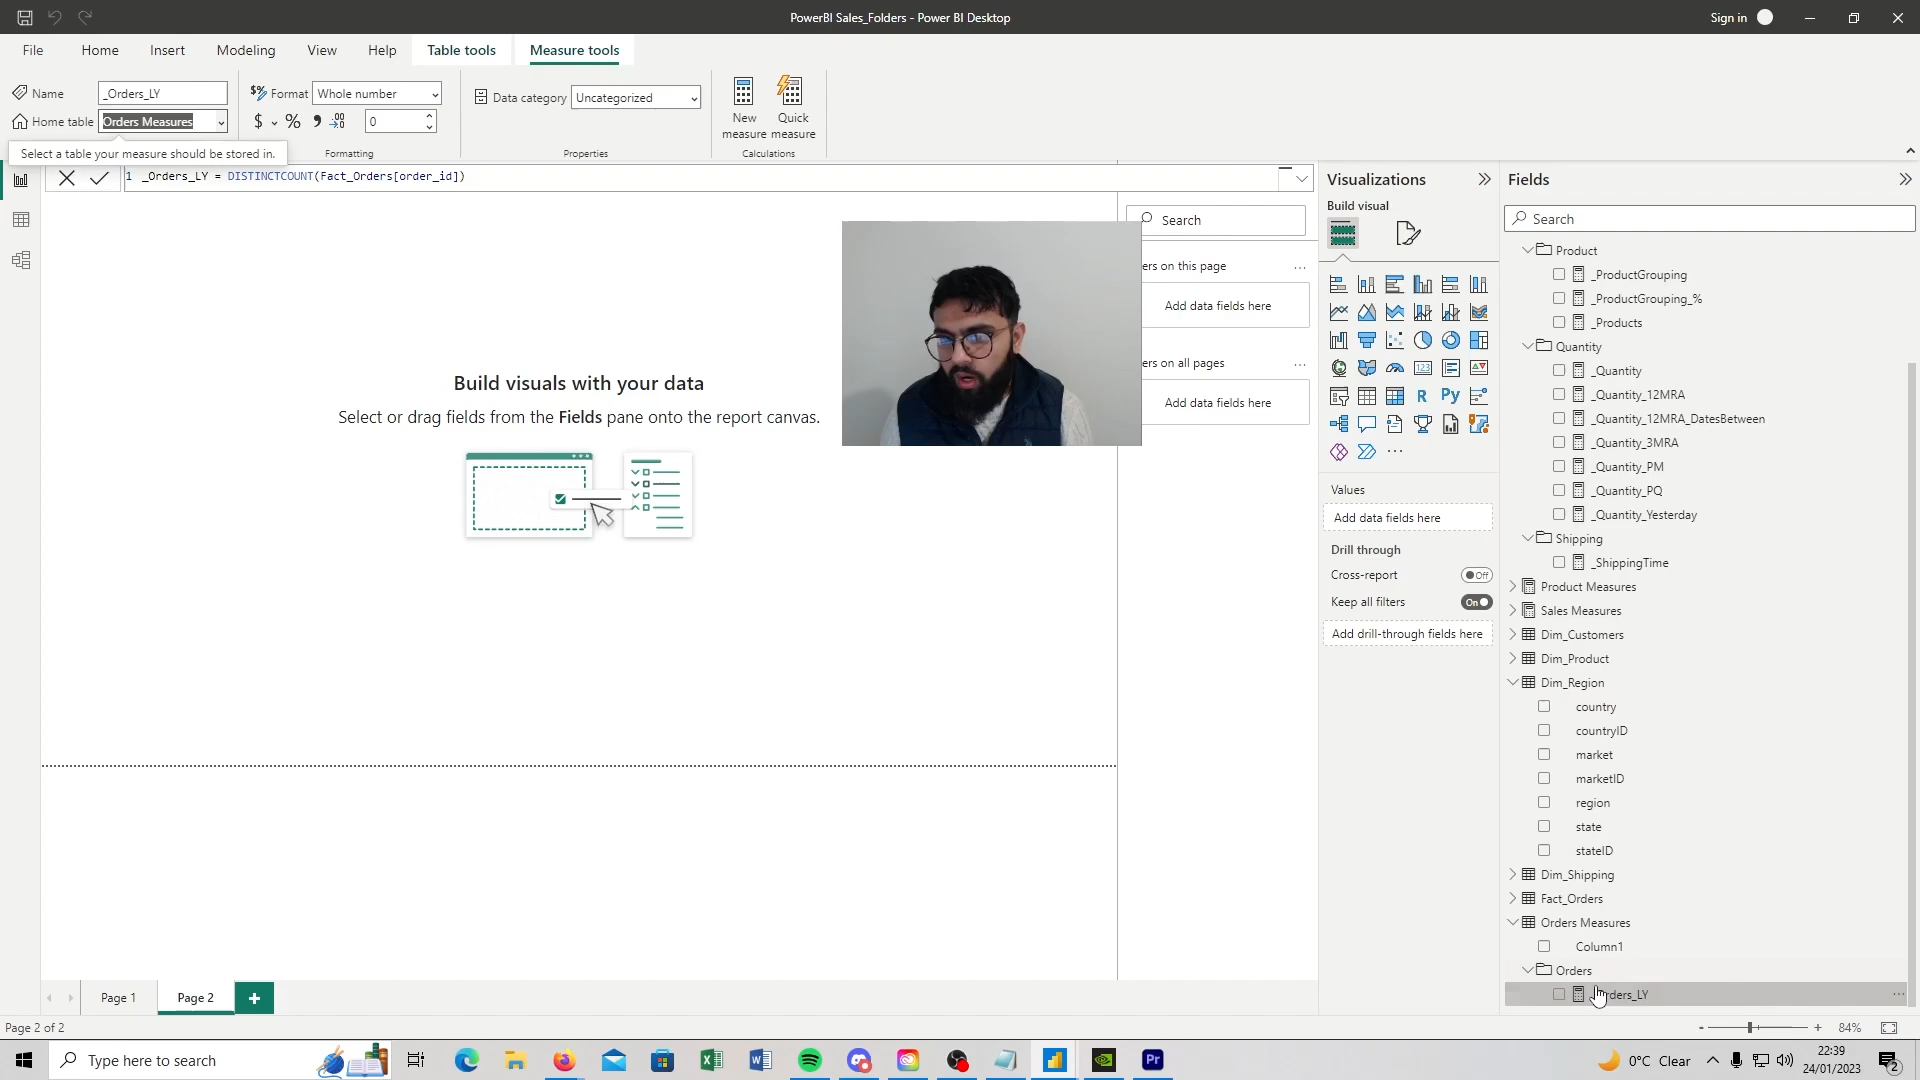 PowerBI Sales_Folders - Power BI Desktop
Sign in
File
Home
Insert
Modeling
View
Help
Table tools
Measure tools
Name
_Orders_LY
Home table
Orders Measures
Format
Whole number
$
%
,
0
Formatting
Data category
Uncategorized
Properties
New measure
Quick measure
Calculations
Select a table your measure should be stored in.
1 _Orders_LY = DISTINCTCOUNT(Fact_Orders[order_id])
Build visuals with your data
Select or drag fields from the Fields pane onto the report canvas.
Search
ers on this page
...
Add data fields here
ers on all pages
...
Add data fields here
Visualizations
Build visual
123
R
Py
...
Values
Add data fields here
Drill through
Cross-report
Off
Keep all filters
On
Add drill-through fields here
Fields
Search
Product
_ProductGrouping
_ProductGrouping_%
_Products
Quantity
_Quantity
_Quantity_12MRA
_Quantity_12MRA_DatesBetween
_Quantity_3MRA
_Quantity_PM
_Quantity_PQ
_Quantity_Yesterday
Shipping
_ShippingTime
Product Measures
Sales Measures
Dim_Customers
Dim_Product
Dim_Region
country
countryID
market
marketID
region
state
stateID
Dim_Shipping
Fact_Orders
Orders Measures
Column1
Orders
rders_LY
...
Page 1
Page 2
+
Page 2 of 2
-
+
84%
Type here to search
Pr
0°C Clear
22:39
24/01/2023
2